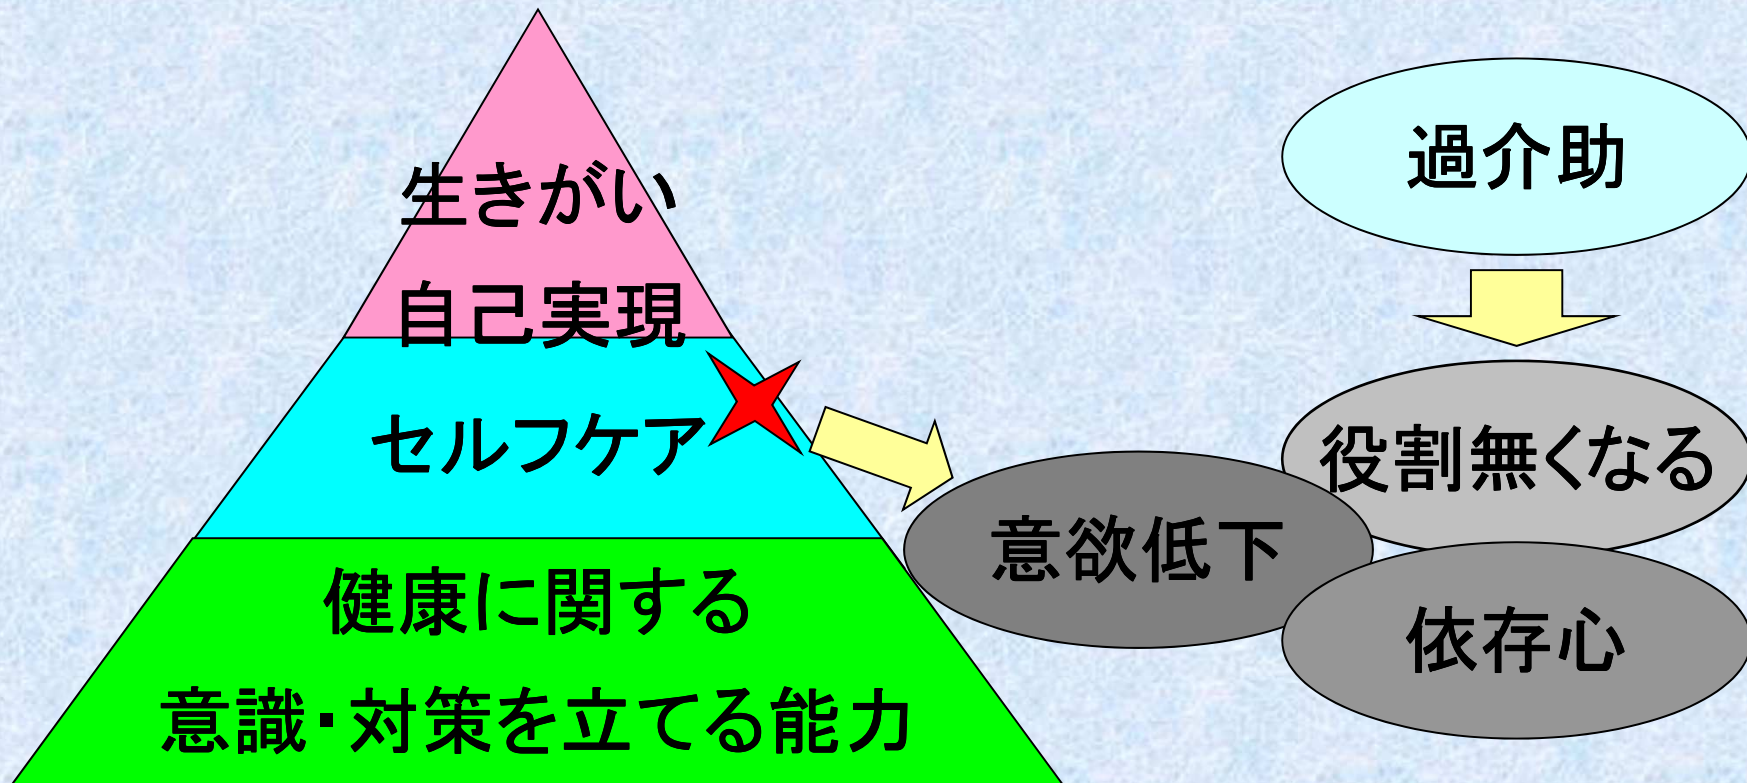 生きがい
自己実現
セルフケア
健康に関する
意識・対策を立てる能力
過介助
役割無くなる
意欲低下
依存心